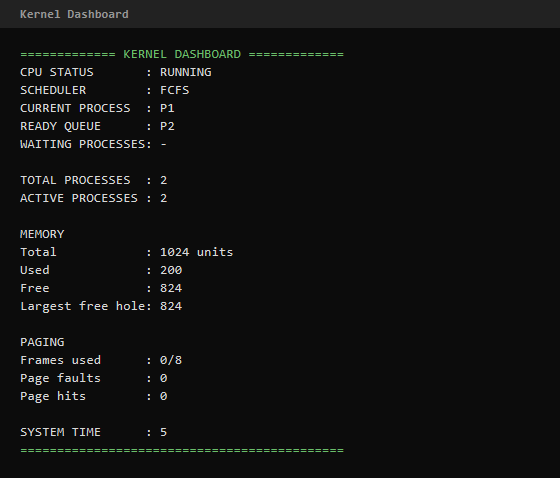 Kernel Dashboard
============= KERNEL DASHBOARD =============
CPU STATUS       : RUNNING
SCHEDULER        : FCFS
CURRENT PROCESS  : P1
READY QUEUE      : P2
WAITING PROCESSES: -
TOTAL PROCESSES  : 2
ACTIVE PROCESSES : 2
MEMORY
Total            : 1024 units
Used             : 200
Free             : 824
Largest free hole: 824
PAGING
Frames used      : 0/8
Page faults      : 0
Page hits        : 0
SYSTEM TIME      : 5
============================================